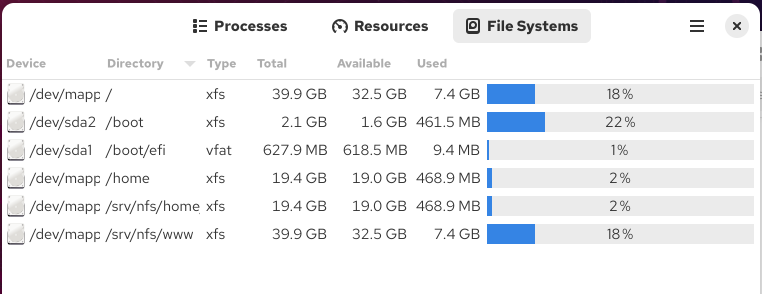 Processes Resources File Systems
Device Directory Type Total Available Used
/dev/mapp / xfs 39.9 GB 32.5 GB 7.4 GB 18%
/dev/sda2 /boot xfs 2.1 GB 1.6 GB 461.5 MB 22%
/dev/sda1 /boot/efi vfat 627.9 MB 618.5 MB 9.4 MB 1%
/dev/mapp /home xfs 19.4 GB 19.0 GB 468.9 MB 2%
/dev/mapp /srv/nfs/home xfs 19.4 GB 19.0 GB 468.9 MB 2%
/dev/mapp /srv/nfs/www xfs 39.9 GB 32.5 GB 7.4 GB 18%